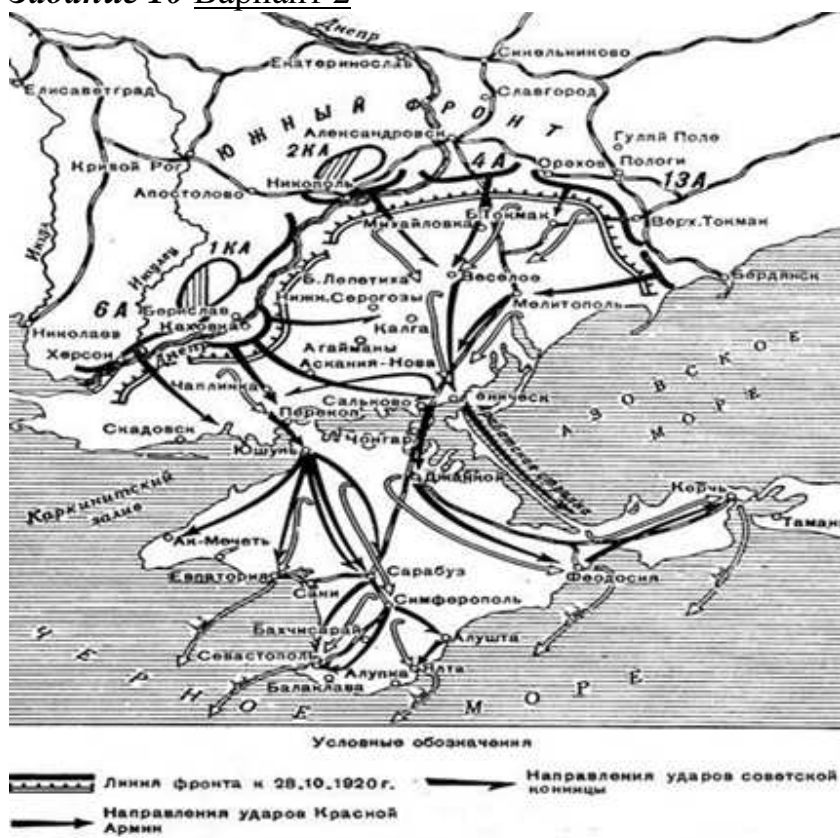 Задание 10 Вариант 2
Днепр
Синельниково
Екатеринославь
Елисаветград
Славгород
ЮЖНЫЙ ФРОНТ
Александровск
Гуляй Поле
2КА
4А
Кривой Рог
Орехов
Пологи
13А
Апостолово
Никополь
Михайловка
Б.Токмак
Верх.Токмак
1КА
Ингулец
Б.Лепетиха
Веселое
Бердянск
Нижн.Серогозы
6А
Берислав
Мелитополь
Николаев
Каховка
Калга
Херсон
Днепр
Агайманы
Аскания-Нова
Чаплинка
Сальково
Геническ
АЗОВСКОЕ
МОРЕ
Перекоп
Скадовск
Чонгар
Юшунь
Каркинитский
залив
Джанкой
Керчь
Тамань
Ак-Мечеть
Евпатория
Сарабуз
Феодосия
Саки
Симферополь
Бахчисарай
Алушта
Севастополь
Алупка
Ялта
Балаклава
ЧЕРНОЕ МОРЕ
Условные обозначения
Линия фронта к 28.10.1920г.
Направления ударов советской
конницы
Направления ударов Красной
Армии